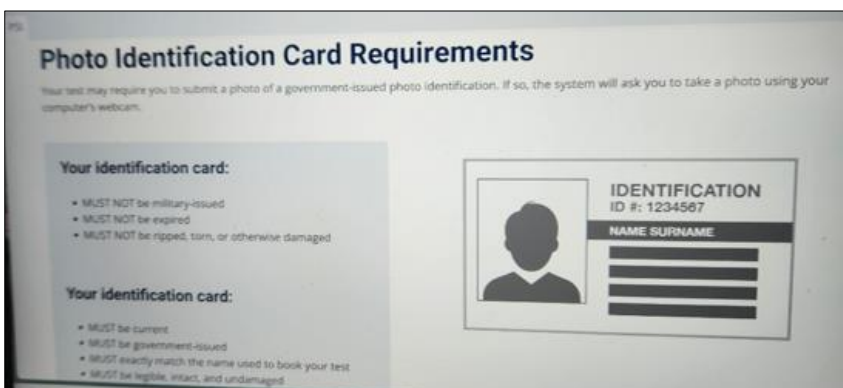 PSI
Photo Identification Card Requirements
Your test may require you to submit a photo of a government-issued photo identification. If so, the system will ask you to take a photo using your
computer's webcam.
Your identification card:
• MUST NOT be military-issued
• MUST NOT be expired
• MUST NOT be ripped, torn, or otherwise damaged
IDENTIFICATION
ID #: 1234567
NAME SURNAME
Your identification card:
• MUST be current
• MUST be government-issued
• MUST exactly match the name used to book your test
• MUST be legible, intact, and undamaged